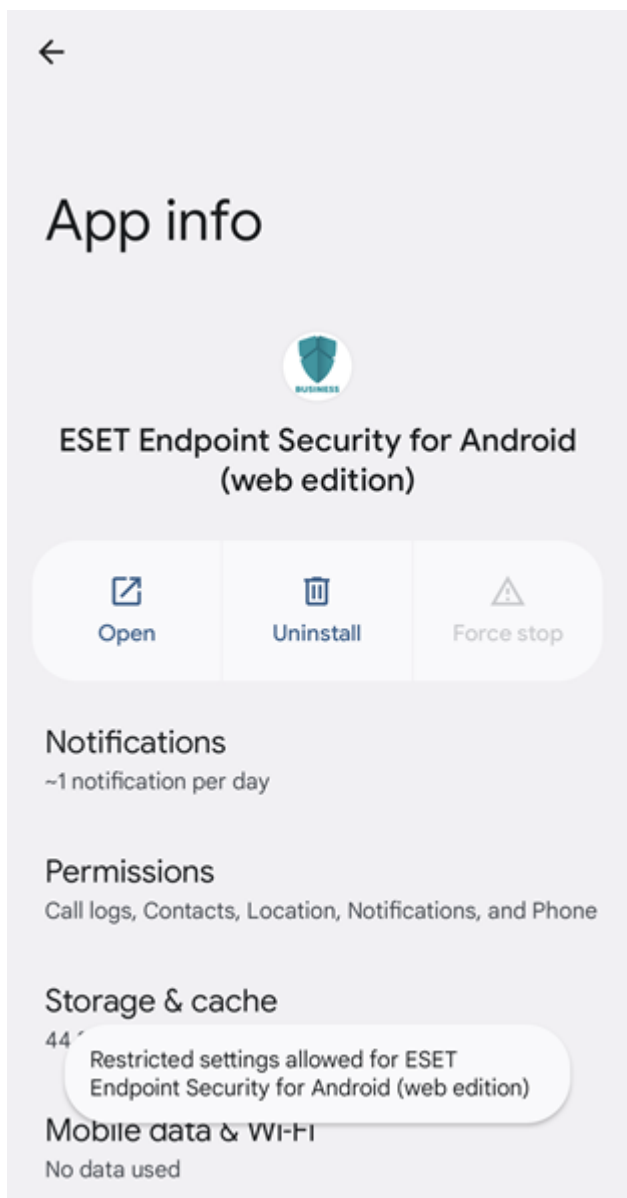 App info
BUSINESS
ESET Endpoint Security for Android
(web edition)
Open
Uninstall
Force stop
Notifications
~1 notification per day
Permissions
Call logs, Contacts, Location, Notifications, and Phone
Storage & cache
44
Restricted settings allowed for ESET
Endpoint Security for Android (web edition)
Mobile data & Wi-Fi
No data used